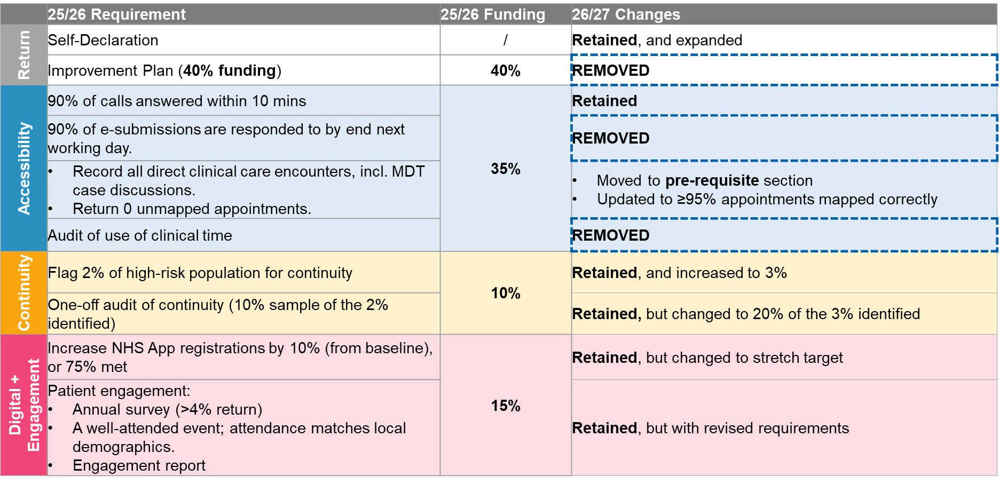 25/26 Requirement
25/26 Funding
26/27 Changes
Return
Self-Declaration
/
Retained, and expanded
Improvement Plan (40% funding)
40%
REMOVED
Accessibility
90% of calls answered within 10 mins
35%
Retained
90% of e-submissions are responded to by end next
working day.
REMOVED
• Record all direct clinical care encounters, incl. MDT
case discussions.
• Return 0 unmapped appointments.
• Moved to pre-requisite section
• Updated to ≥95% appointments mapped correctly
Audit of use of clinical time
REMOVED
Continuity
Flag 2% of high-risk population for continuity
10%
Retained, and increased to 3%
One-off audit of continuity (10% sample of the 2%
identified)
Retained, but changed to 20% of the 3% identified
Digital +
Engagement
Increase NHS App registrations by 10% (from baseline),
or 75% met
15%
Retained, but changed to stretch target
Patient engagement:
• Annual survey (>4% return)
• A well-attended event; attendance matches local
demographics.
• Engagement report
Retained, but with revised requirements